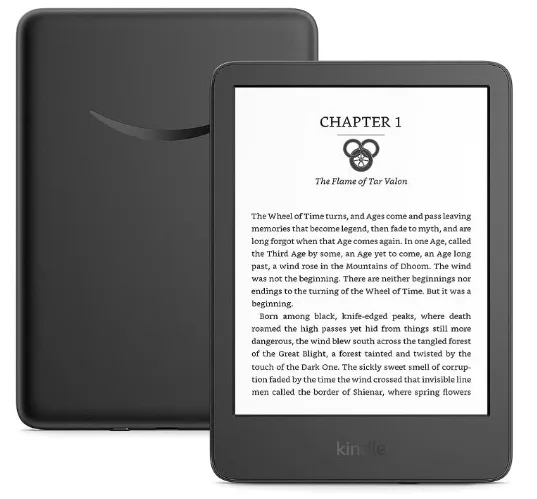 CHAPTER 1
The Flame of Tar Valon
The Wheel of Time turns, and Ages come and pass leaving
memories that become legend, then fade to myth, and are
long forgot when that Age comes again. In one Age, called
the Third Age by some, an Age yet to come, an Age long
past, a wind rose in the Mountains of Dhoom. The wind
was not the beginning. There are neither beginnings nor
endings to the turning of the Wheel of Time. But it was a
beginning.
Born among black, knife-edged peaks, where death
roamed the high passes yet hid from things still more
dangerous, the wind blew south across the tangled forest
of the Great Blight, a forest tainted and twisted by the
touch of the Dark One. The sickly sweet smell of corrup-
tion faded by the time the wind crossed that invisible line
men called the border of Shienar, where spring flowers
kindle